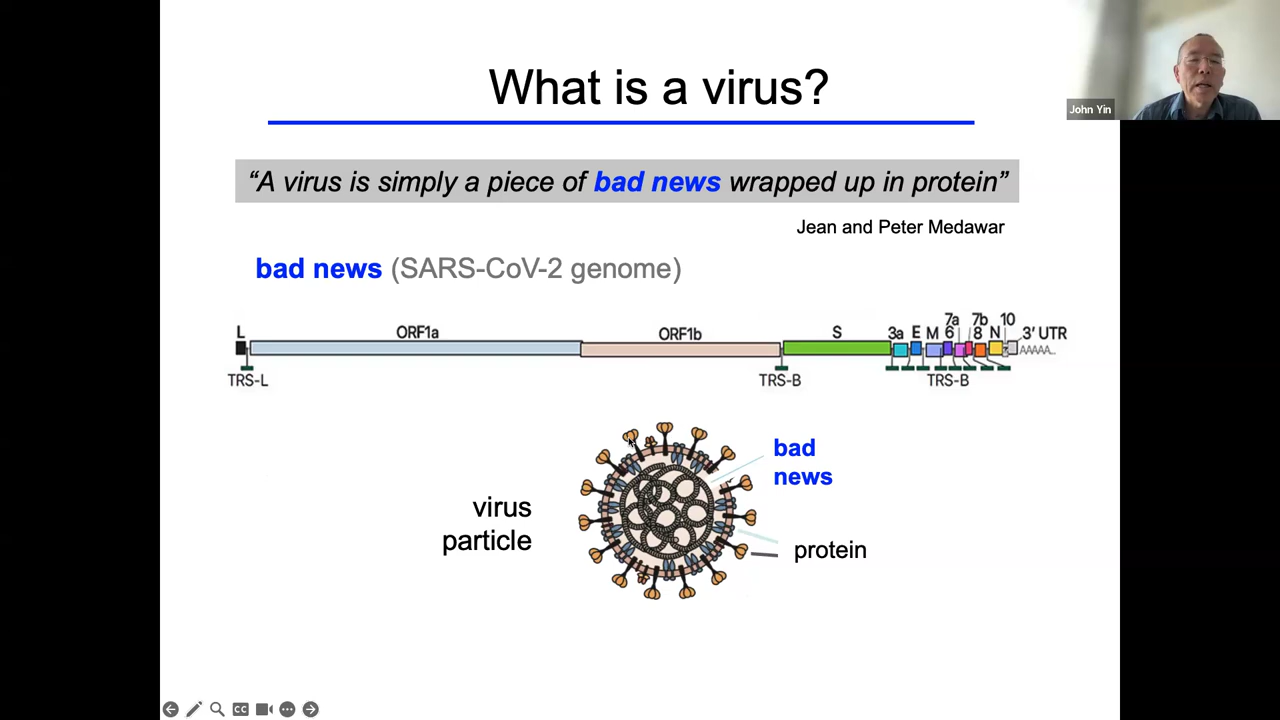 What is a virus?
John Yin
“A virus is simply a piece of bad news wrapped up in protein”
Jean and Peter Medawar
bad news (SARS-CoV-2 genome)
7a 7b 10
L ORF1a ORF1b S 3a E M 6 8 N 3′ UTR
AAAAA..
TRS-L TRS-B TRS-B
bad
news
virus
particle
protein
CC